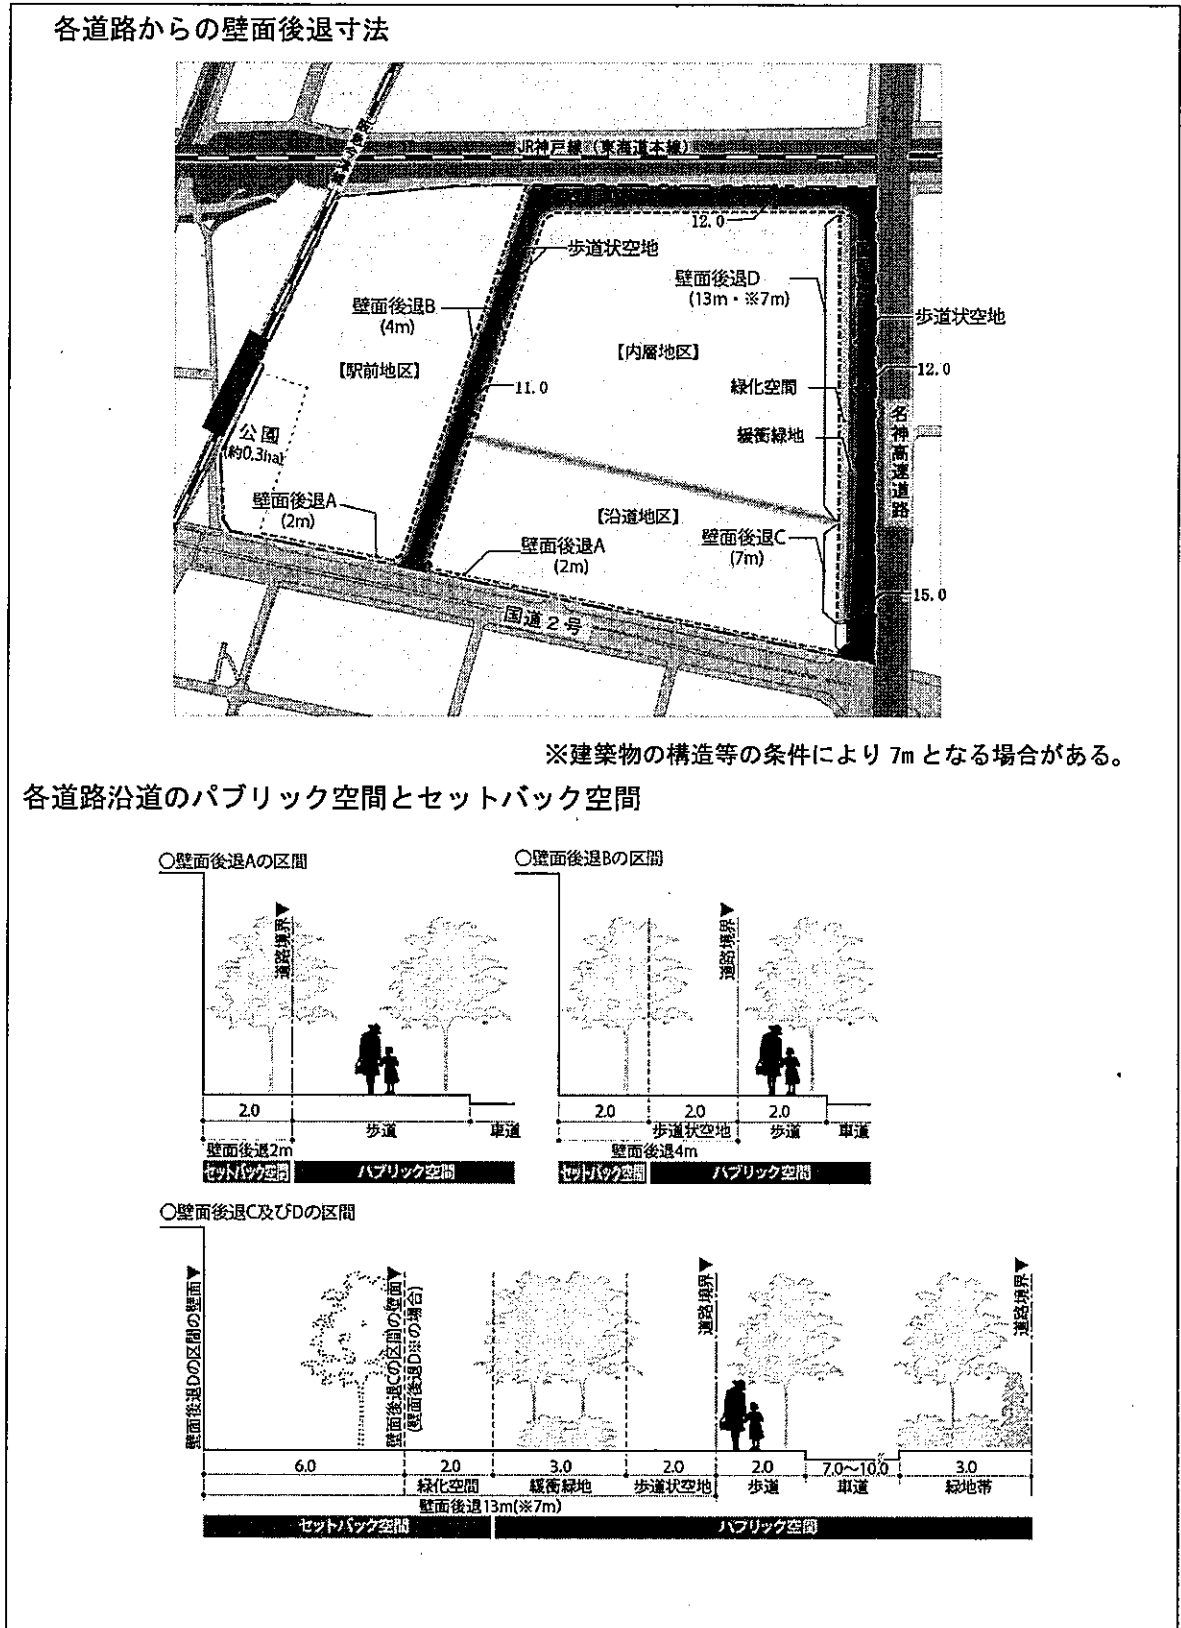 各道路からの壁面後退寸法
JR神戸線(東海道本線)
12.0
歩道状空地
壁面後退D
(13m・※7m)
壁面後退B
(4m)
歩道状空地
【内層地区】
【駅前地区】
12.0
11.0
緑化空間
名神高速道路
公園
(約0.3ha)
緩衝緑地
壁面後退A
(2m)
【沿道地区】
壁面後退C
(7m)
壁面後退A
(2m)
15.0
国道2号
※建築物の構造等の条件により7mとなる場合がある。
各道路沿道のパブリック空間とセットバック空間
○壁面後退Aの区間
道路境界
2.0
歩道
車道
壁面後退2m
セットバック空間
パブリック空間
○壁面後退Bの区間
道路境界
2.0
2.0
2.0
歩道状空地
歩道
車道
壁面後退4m
セットバック空間
パブリック空間
○壁面後退C及びDの区間
壁面後退Dの区間の壁面
壁面後退Cの区間の壁面
(壁面後退D※の場合)
道路境界
道路境界
6.0
2.0
3.0
2.0
2.0
7.0～10.0
3.0
緑化空間
緩衝緑地
歩道状空地
歩道
車道
緑地帯
壁面後退13m(※7m)
セットバック空間
パブリック空間